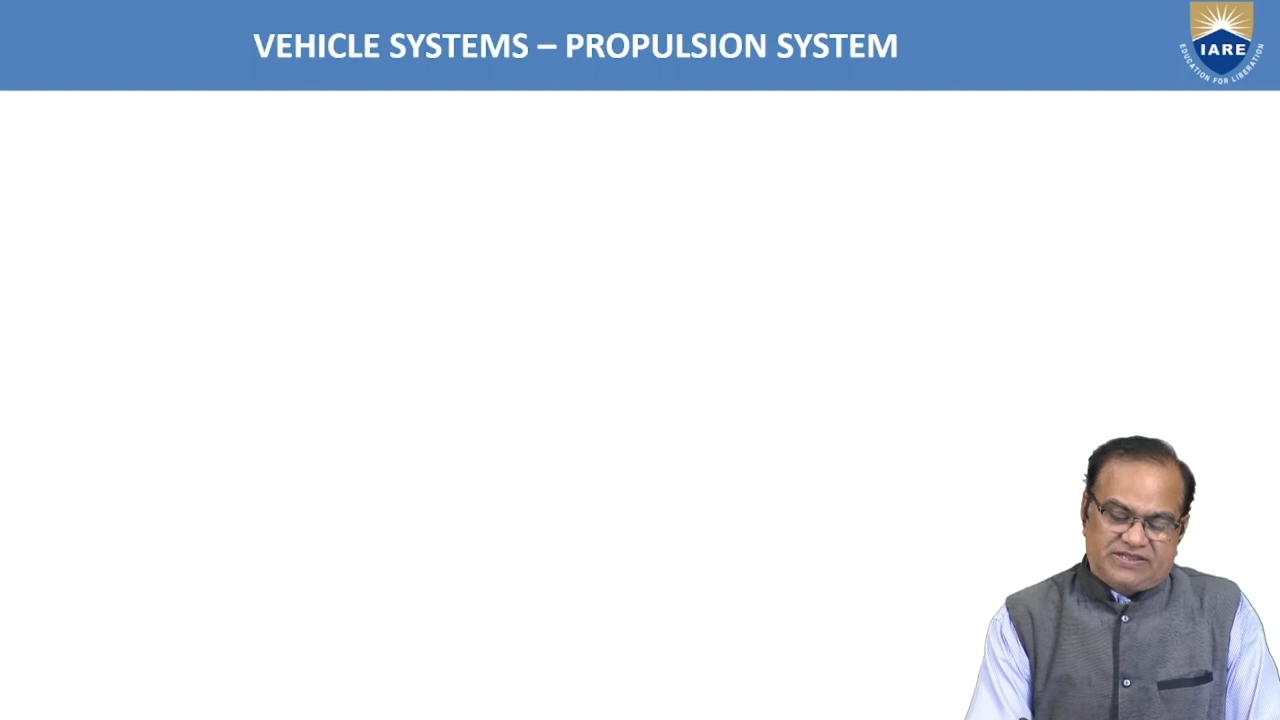 VEHICLE SYSTEMS – PROPULSION SYSTEM
IARE
EDUCATION FOR LIBERATION